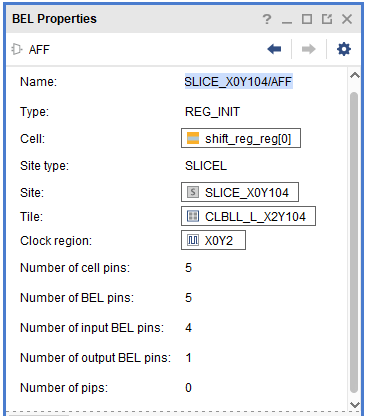 BEL Properties
AFF
Name: SLICE_X0Y104/AFF
Type: REG_INIT
Cell: shift_reg_reg[0]
Site type: SLICEL
Site: S SLICE_X0Y104
Tile: CLBLL_L_X2Y104
Clock region: X0Y2
Number of cell pins: 5
Number of BEL pins: 5
Number of input BEL pins: 4
Number of output BEL pins: 1
Number of pips: 0